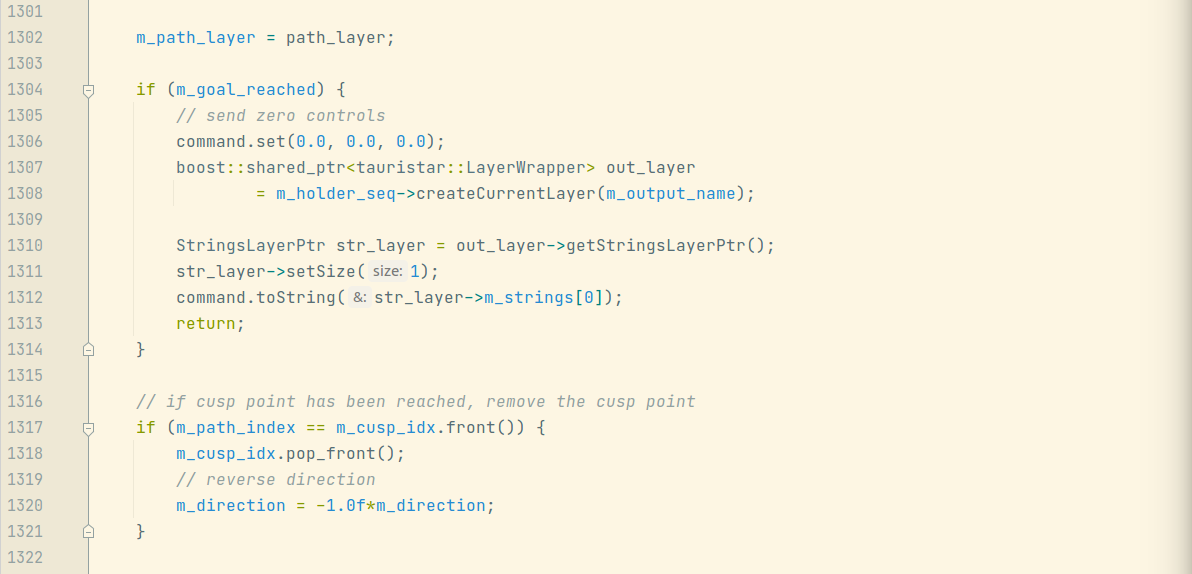 1301
1302 m_path_layer = path_layer;
1303
1304 if (m_goal_reached) {
1305 // send zero controls
1306 command.set(0.0, 0.0, 0.0);
1307 boost::shared_ptr<tauristar::LayerWrapper> out_layer
1308 = m_holder_seq->createCurrentLayer(m_output_name);
1309
1310 StringsLayerPtr str_layer = out_layer->getStringsLayerPtr();
1311 str_layer->setSize( size: 1);
1312 command.toString( &: str_layer->m_strings[0]);
1313 return;
1314 }
1315
1316 // if cusp point has been reached, remove the cusp point
1317 if (m_path_index == m_cusp_idx.front()) {
1318 m_cusp_idx.pop_front();
1319 // reverse direction
1320 m_direction = -1.0f*m_direction;
1321 }
1322